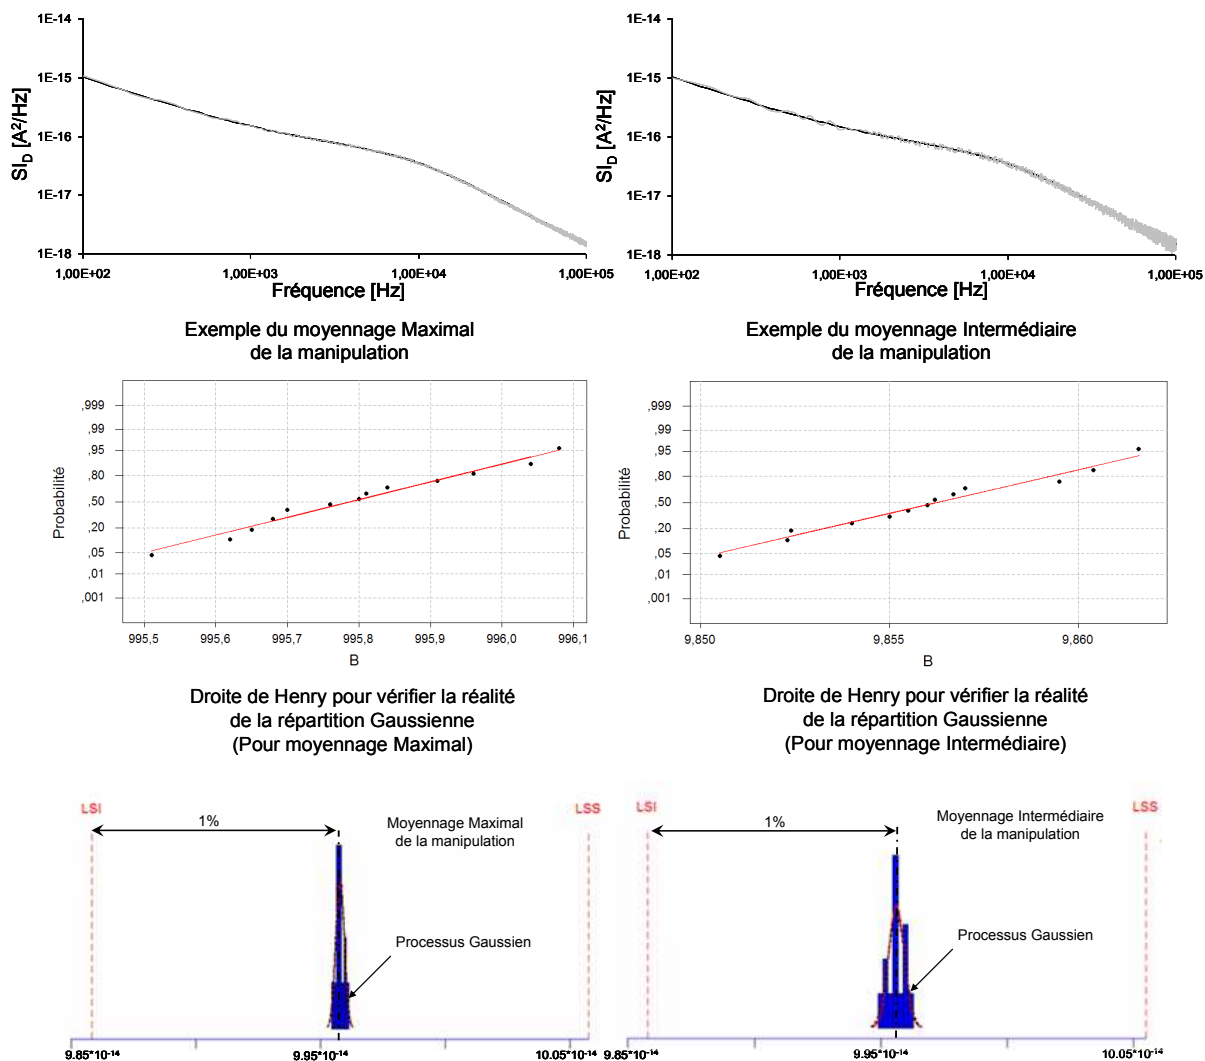 1E-14
1E-15
1E-16
1E-17
1E-18
SI_D [A²/Hz]
1,00E+02 1,00E+03 1,00E+04 1,00E+05
Fréquence [Hz]
1E-14
1E-15
1E-16
1E-17
1E-18
SI_D [A²/Hz]
1,00E+02 1,00E+03 1,00E+04 1,00E+05
Fréquence [Hz]
Exemple du moyennage Maximal
de la manipulation
Exemple du moyennage Intermédiaire
de la manipulation
,999
,99
,95
,80
,50
,20
,05
,01
,001
Probabilité
995,5 995,6 995,7 995,8 995,9 996,0 996,1
B
,999
,99
,95
,80
,50
,20
,05
,01
,001
Probabilité
9,850 9,855 9,860
B
Droite de Henry pour vérifier la réalité
de la répartition Gaussienne
(Pour moyennage Maximal)
Droite de Henry pour vérifier la réalité
de la répartition Gaussienne
(Pour moyennage Intermédiaire)
LSI
LSS
1%
Moyennage Maximal
de la manipulation
Processus Gaussien
9.85*10⁻¹⁴ 9.95*10⁻¹⁴ 10.05*10⁻¹⁴
LSI
LSS
1%
Moyennage Intermédiaire
de la manipulation
Processus Gaussien
9.85*10⁻¹⁴ 9.95*10⁻¹⁴ 10.05*10⁻¹⁴